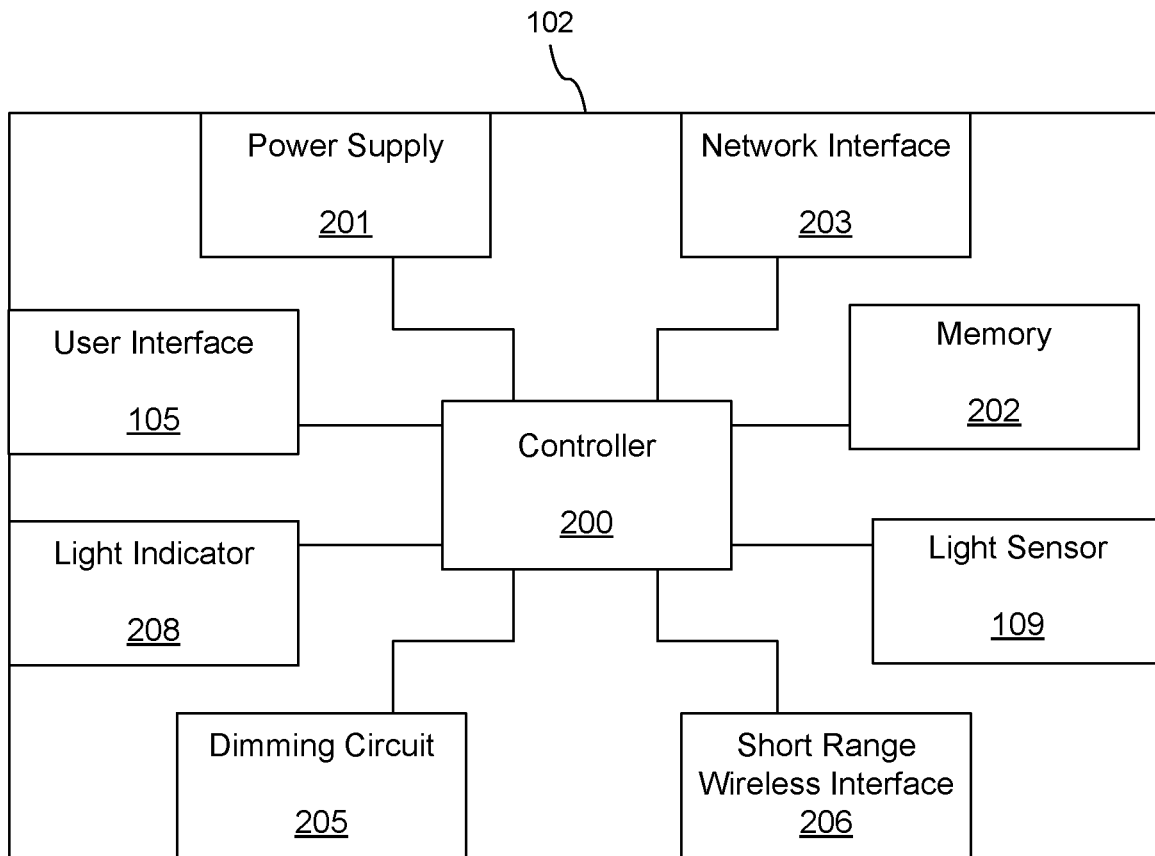 102
Power Supply
201
Network Interface
203
User Interface
105
Memory
202
Controller
200
Light Indicator
208
Light Sensor
109
Dimming Circuit
205
Short Range
Wireless Interface
206